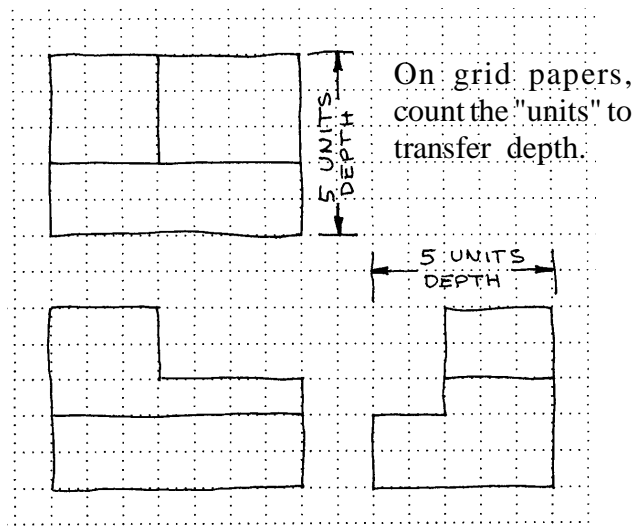 On grid papers,
count the "units" to
transfer depth.
5 UNITS
DEPTH
5 UNITS
DEPTH